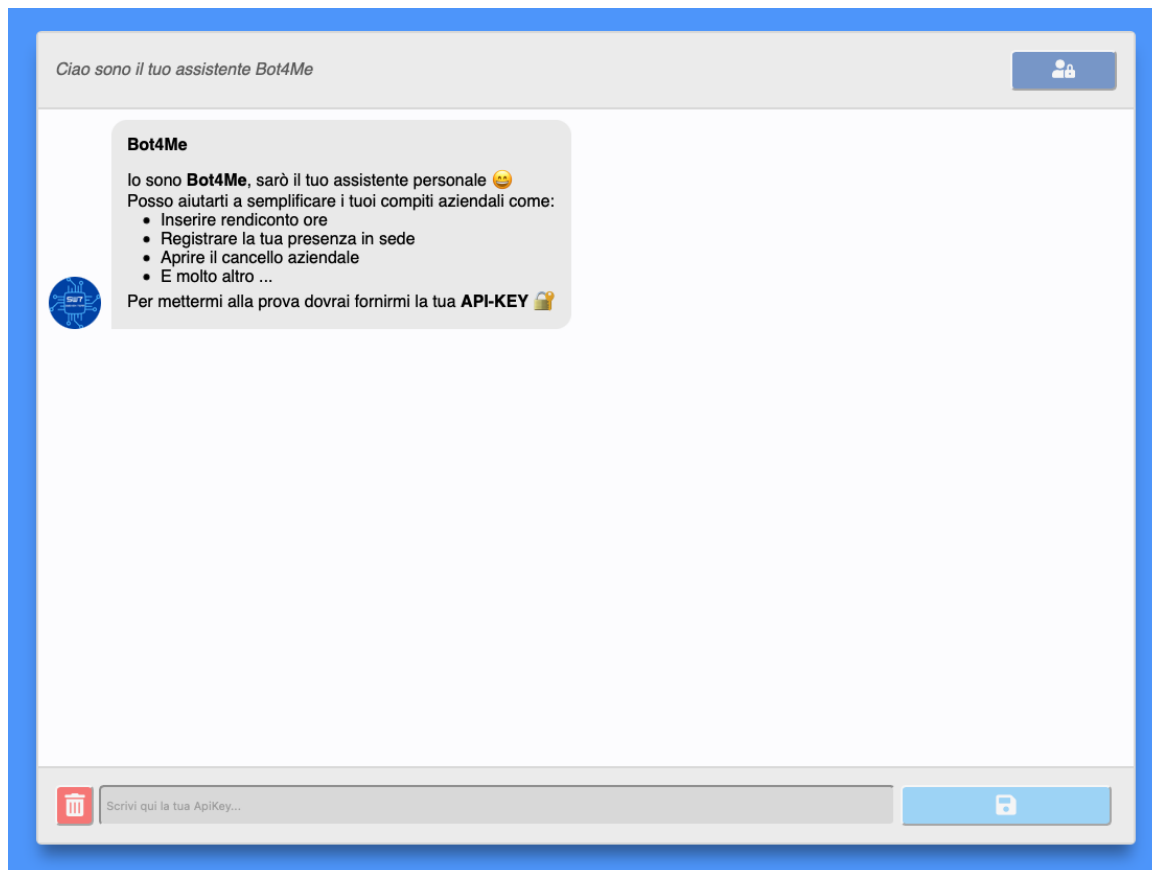 Ciao sono il tuo assistente Bot4Me
Bot4Me
Io sono Bot4Me, sarò il tuo assistente personale 😄
Posso aiutarti a semplificare i tuoi compiti aziendali come:
• Inserire rendiconto ore
• Registrare la tua presenza in sede
• Aprire il cancello aziendale
• E molto altro ...
SWT
Per mettermi alla prova dovrai fornirmi la tua API-KEY 🔐
Scrivi qui la tua ApiKey...